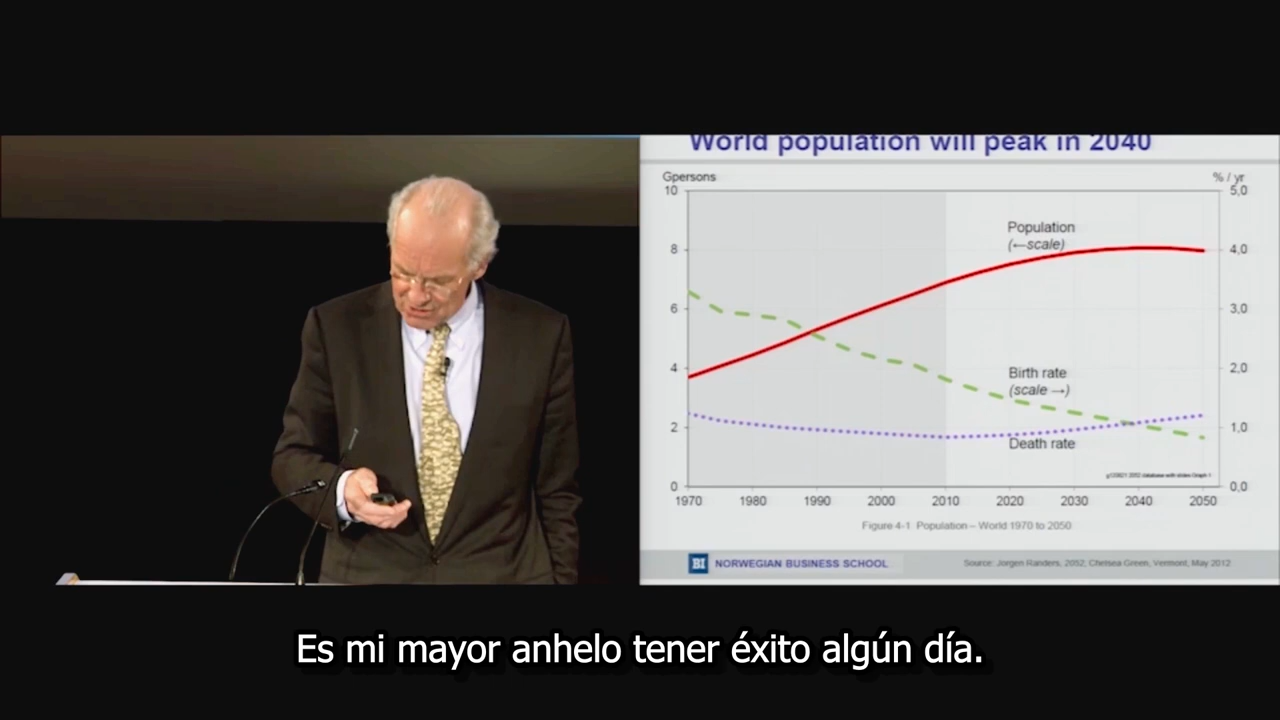 World population will peak in 2040
Gpersons
% / yr
10
8
6
4
2
0
5,0
4,0
3,0
2,0
1,0
0,0
Population
(←scale)
Birth rate
(scale →)
Death rate
1970 1980 1990 2000 2010 2020 2030 2040 2050
Figure 4-1 Population – World 1970 to 2050
BI NORWEGIAN BUSINESS SCHOOL
Source: Jorgen Randers, 2052, Chelsea Green, Vermont, May 2012
Es mi mayor anhelo tener éxito algún día.